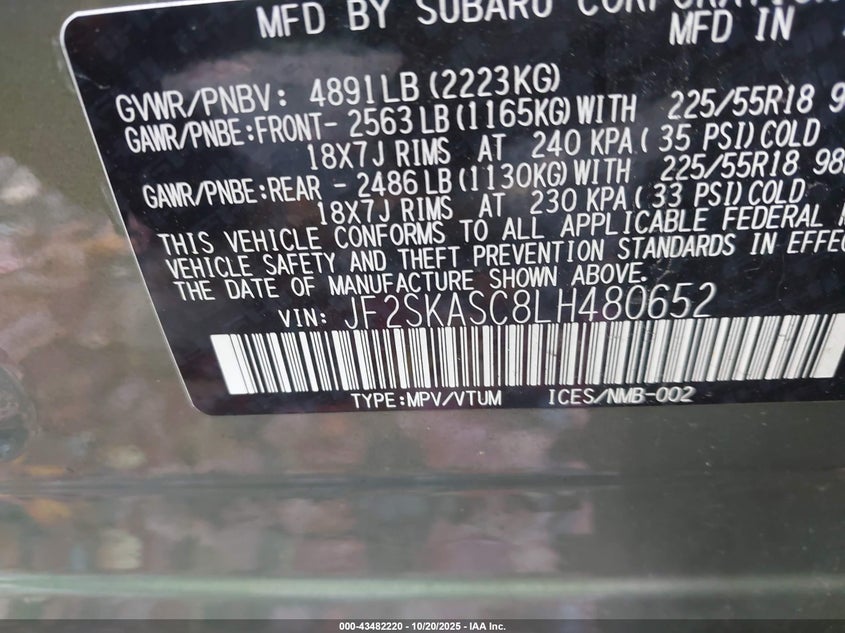 MFD BY SUBARU CORPORATION
MFD IN
GVWR/PNBV: 4891LB (2223KG)
GAWR/PNBE:FRONT- 2563 LB (1165KG) WITH 225/55R18
18X7J RIMS AT 240 KPA ( 35 PSI) COLD
GAWR/PNBE:REAR - 2486 LB (1130KG) WITH 225/55R18 98
18X7J RIMS AT 230 KPA ( 33 PSI) COLD
THIS VEHICLE CONFORMS TO ALL APPLICABLE FEDERAL
VEHICLE SAFETY AND THEFT PREVENTION STANDARDS IN EFFEC
THE DATE OF MANUFACTURE SHOWN ABOVE.
VIN: JF2SKASC8LH480652
TYPE:MPV/VTUM ICES/NMB-002
000-43482220 - 10/20/2025 - IAA Inc.